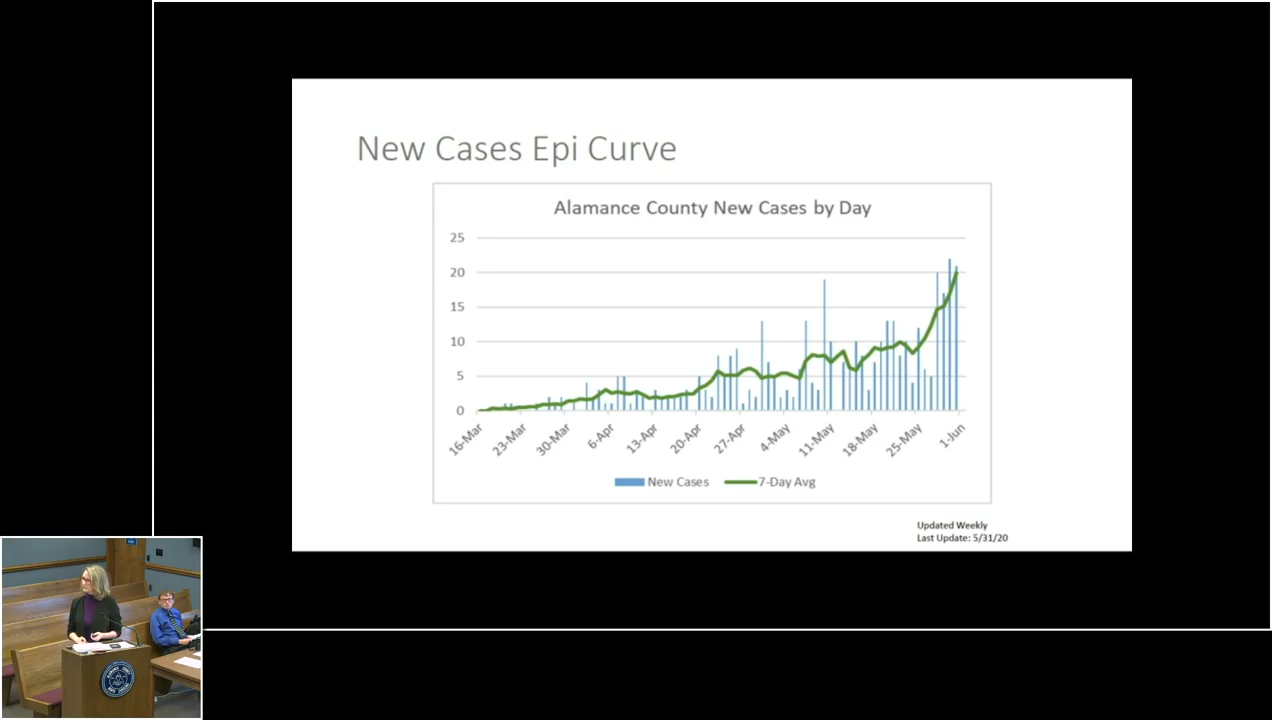 New Cases Epi Curve
Alamance County New Cases by Day
25
20
15
10
5
0
16-Mar
23-Mar
30-Mar
6-Apr
13-Apr
20-Apr
27-Apr
4-May
11-May
18-May
25-May
1-Jun
New Cases
7-Day Avg
Updated Weekly
Last Update: 5/31/20